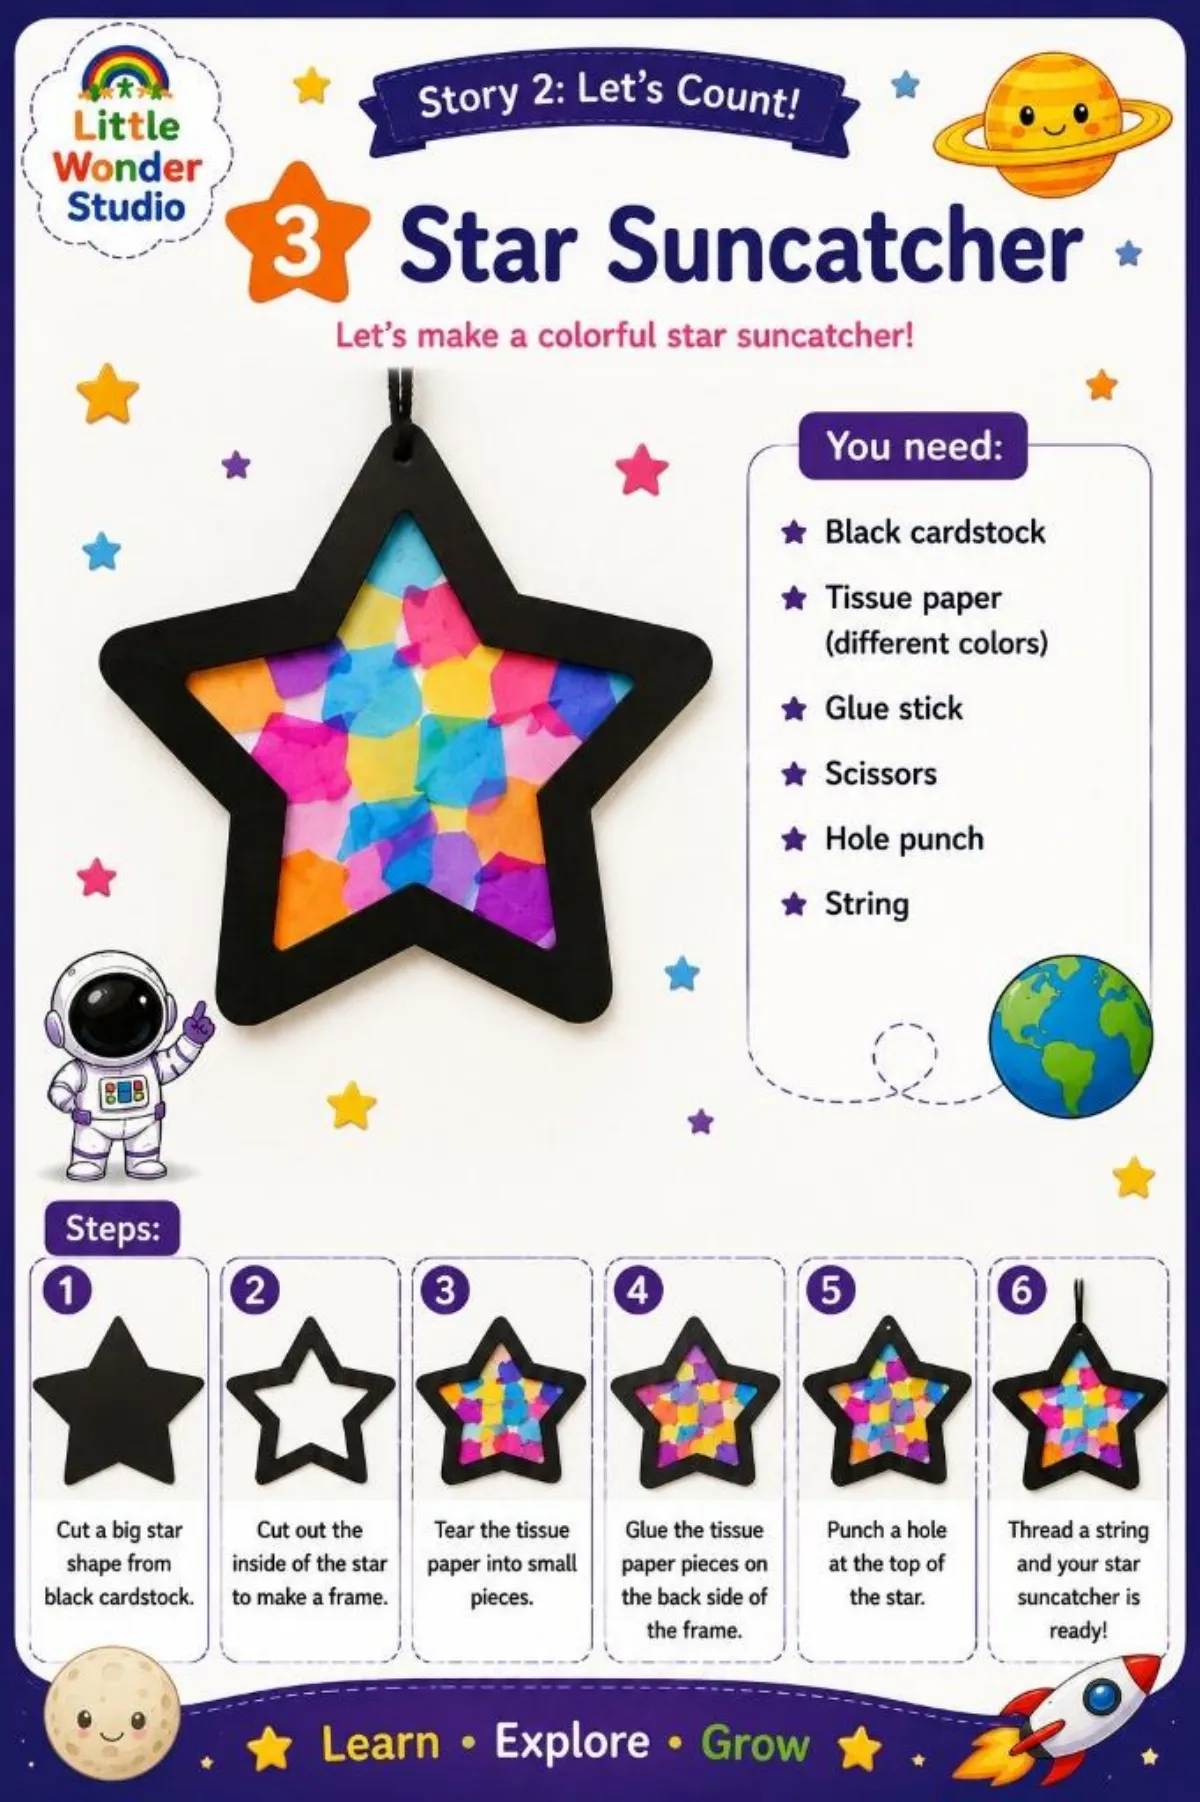 Little
Wonder
Studio
Story 2: Let's Count!
3
Star Suncatcher
Let's make a colorful star suncatcher!
You need:
Black cardstock
Tissue paper
(different colors)
Glue stick
Scissors
Hole punch
String
Steps:
1
Cut a big star
shape from
black cardstock.
2
Cut out the
inside of the star
to make a frame.
3
Tear the tissue
paper into small
pieces.
4
Glue the tissue
paper pieces on
the back side of
the frame.
5
Punch a hole
at the top of
the star.
6
Thread a string
and your star
suncatcher is
ready!
Learn • Explore • Grow